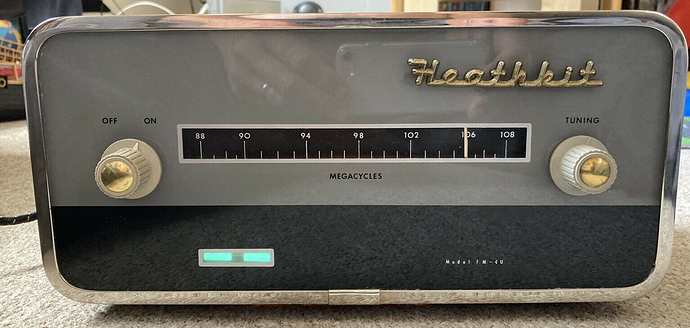 Heathkit
OFF ON
TUNING
88 90 94 98 102 106 108
MEGACYCLES
Model FM-4U